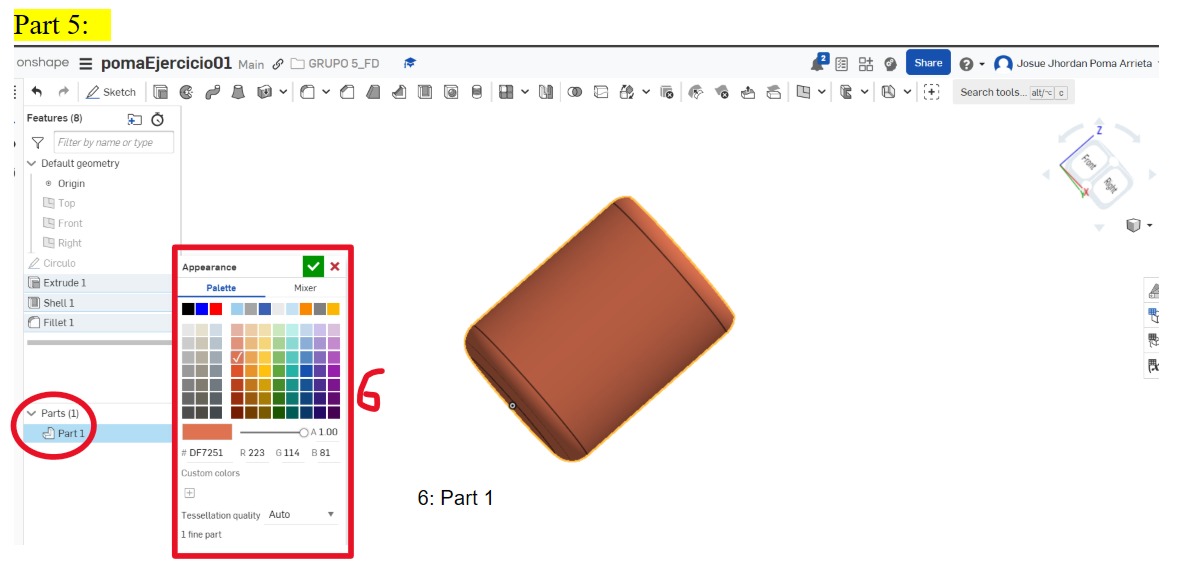 Part 5:
onshape pomaEjercicio01 Main GRUPO 5_FD 2 Share Josue Jhordan Poma Arrieta
Sketch Search tools... alt/⌥ c
Features (8)
Filter by name or type
Default geometry
Origin
Top
Front
Right
Circulo
Extrude 1
Shell 1
Fillet 1
Parts (1)
Part 1
Appearance
Palette Mixer
A 1.00
# DF7251 R 223 G 114 B 81
Custom colors
Tessellation quality Auto
1 fine part
6
6: Part 1
Z
Front
Right
X